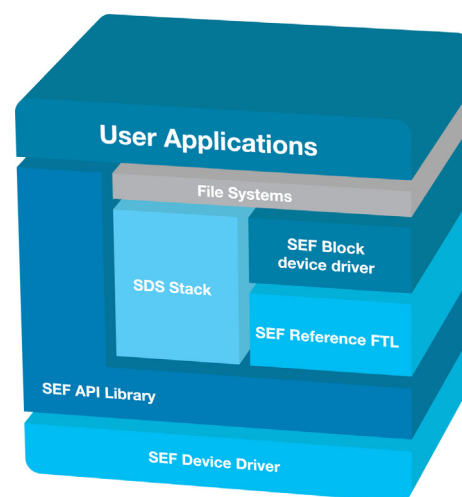 User Applications
File Systems
SEF Block
device driver
SDS Stack
SEF Reference FTL
SEF API Library
SEF Device Driver